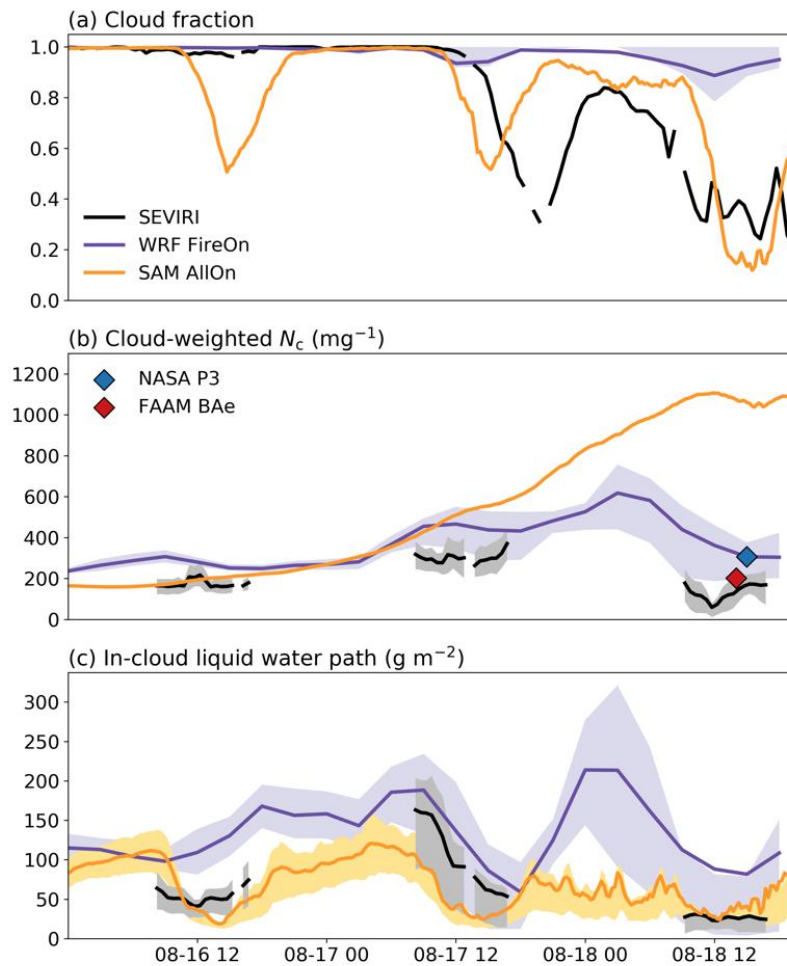 (a) Cloud fraction
1.0
0.8
0.6
0.4
0.2
0.0
SEVIRI
WRF FireOn
SAM AllOn
(b) Cloud-weighted N_c (mg⁻¹)
1200
1000
800
600
400
200
0
NASA P3
FAAM BAe
(c) In-cloud liquid water path (g m⁻²)
300
250
200
150
100
50
0
08-16 12 08-17 00 08-17 12 08-18 00 08-18 12